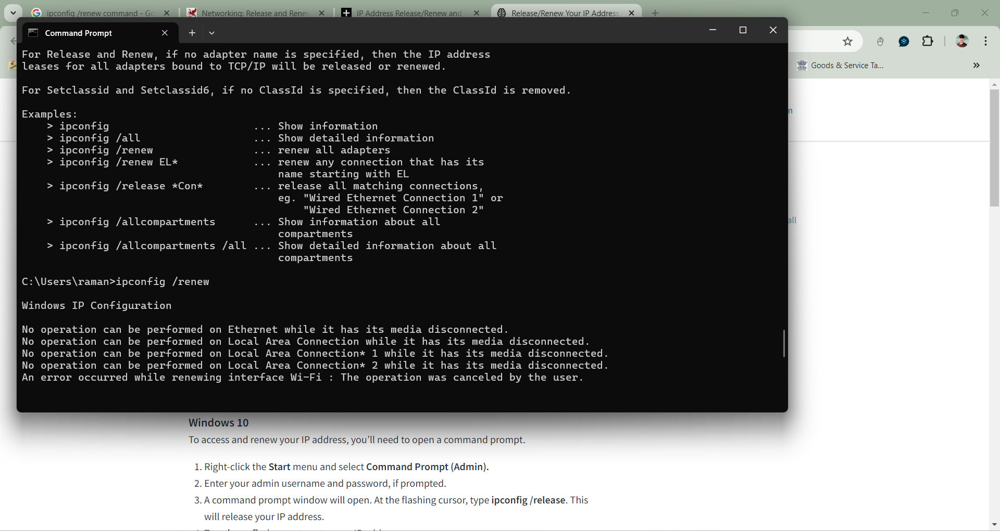 ipconfig /renew command - Go
Networking: Release and Renew
IP Address Release/Renew and
Release/Renew Your IP Address
Command Prompt
Goods & Service Ta...
For Release and Renew, if no adapter name is specified, then the IP address
leases for all adapters bound to TCP/IP will be released or renewed.
For Setclassid and Setclassid6, if no ClassId is specified, then the ClassId is removed.
Examples:
> ipconfig ... Show information
> ipconfig /all ... Show detailed information
> ipconfig /renew ... renew all adapters
> ipconfig /renew EL* ... renew any connection that has its
name starting with EL
> ipconfig /release *Con* ... release all matching connections,
eg. "Wired Ethernet Connection 1" or
"Wired Ethernet Connection 2"
> ipconfig /allcompartments ... Show information about all
compartments
> ipconfig /allcompartments /all ... Show detailed information about all
compartments
C:\Users\raman>ipconfig /renew
Windows IP Configuration
No operation can be performed on Ethernet while it has its media disconnected.
No operation can be performed on Local Area Connection while it has its media disconnected.
No operation can be performed on Local Area Connection* 1 while it has its media disconnected.
No operation can be performed on Local Area Connection* 2 while it has its media disconnected.
An error occurred while renewing interface Wi-Fi : The operation was canceled by the user.
n
all
Windows 10
To access and renew your IP address, you’ll need to open a command prompt.
1. Right-click the Start menu and select Command Prompt (Admin).
2. Enter your admin username and password, if prompted.
3. A command prompt window will open. At the flashing cursor, type ipconfig /release. This
will release your IP address.